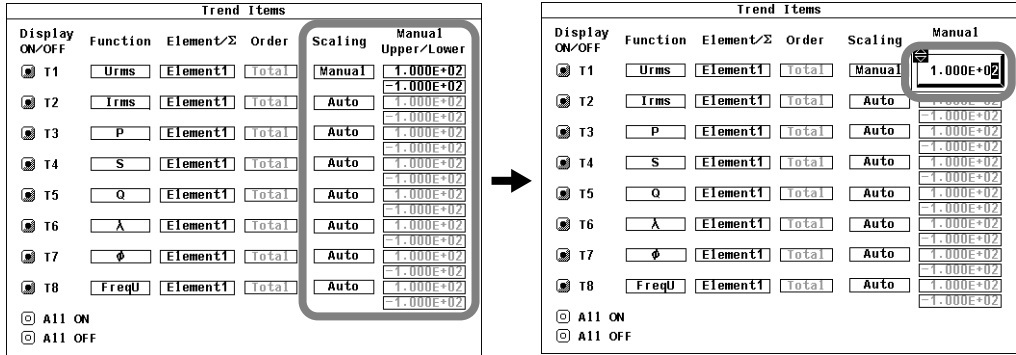 Trend Items
Display ON/OFF Function Element/Σ Order Scaling Manual Upper/Lower
T1 Urms Element1 Total Manual 1.000E+02
-1.000E+02
T2 Irms Element1 Total Auto 1.000E+02
-1.000E+02
T3 P Element1 Total Auto 1.000E+02
-1.000E+02
T4 S Element1 Total Auto 1.000E+02
-1.000E+02
T5 Q Element1 Total Auto 1.000E+02
-1.000E+02
T6 λ Element1 Total Auto 1.000E+02
-1.000E+02
T7 ϕ Element1 Total Auto 1.000E+02
-1.000E+02
T8 FreqU Element1 Total Auto 1.000E+02
-1.000E+02
All ON
All OFF
Trend Items
Display ON/OFF Function Element/Σ Order Scaling Manual
T1 Urms Element1 Total Manual 1.000E+02
T2 Irms Element1 Total Auto
-1.000E+02
T3 P Element1 Total Auto 1.000E+02
-1.000E+02
T4 S Element1 Total Auto 1.000E+02
-1.000E+02
T5 Q Element1 Total Auto 1.000E+02
-1.000E+02
T6 λ Element1 Total Auto 1.000E+02
-1.000E+02
T7 ϕ Element1 Total Auto 1.000E+02
-1.000E+02
T8 FreqU Element1 Total Auto 1.000E+02
-1.000E+02
All ON
All OFF